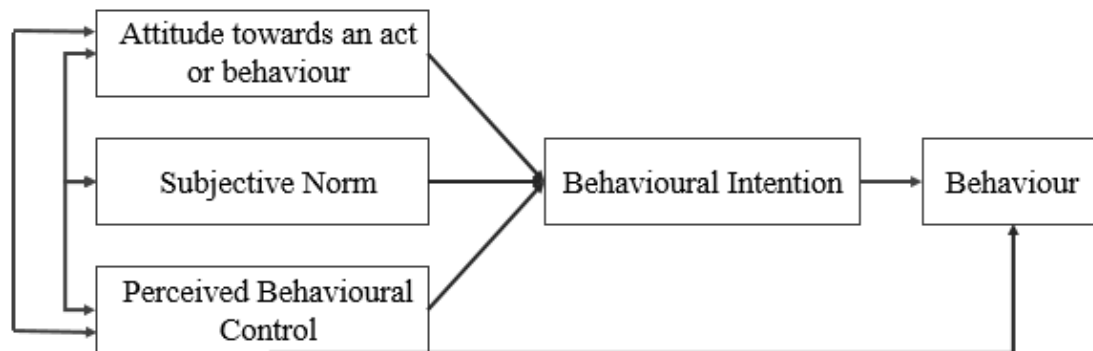 Attitude towards an act
or behaviour
Subjective Norm
Behavioural Intention
Behaviour
Perceived Behavioural
Control